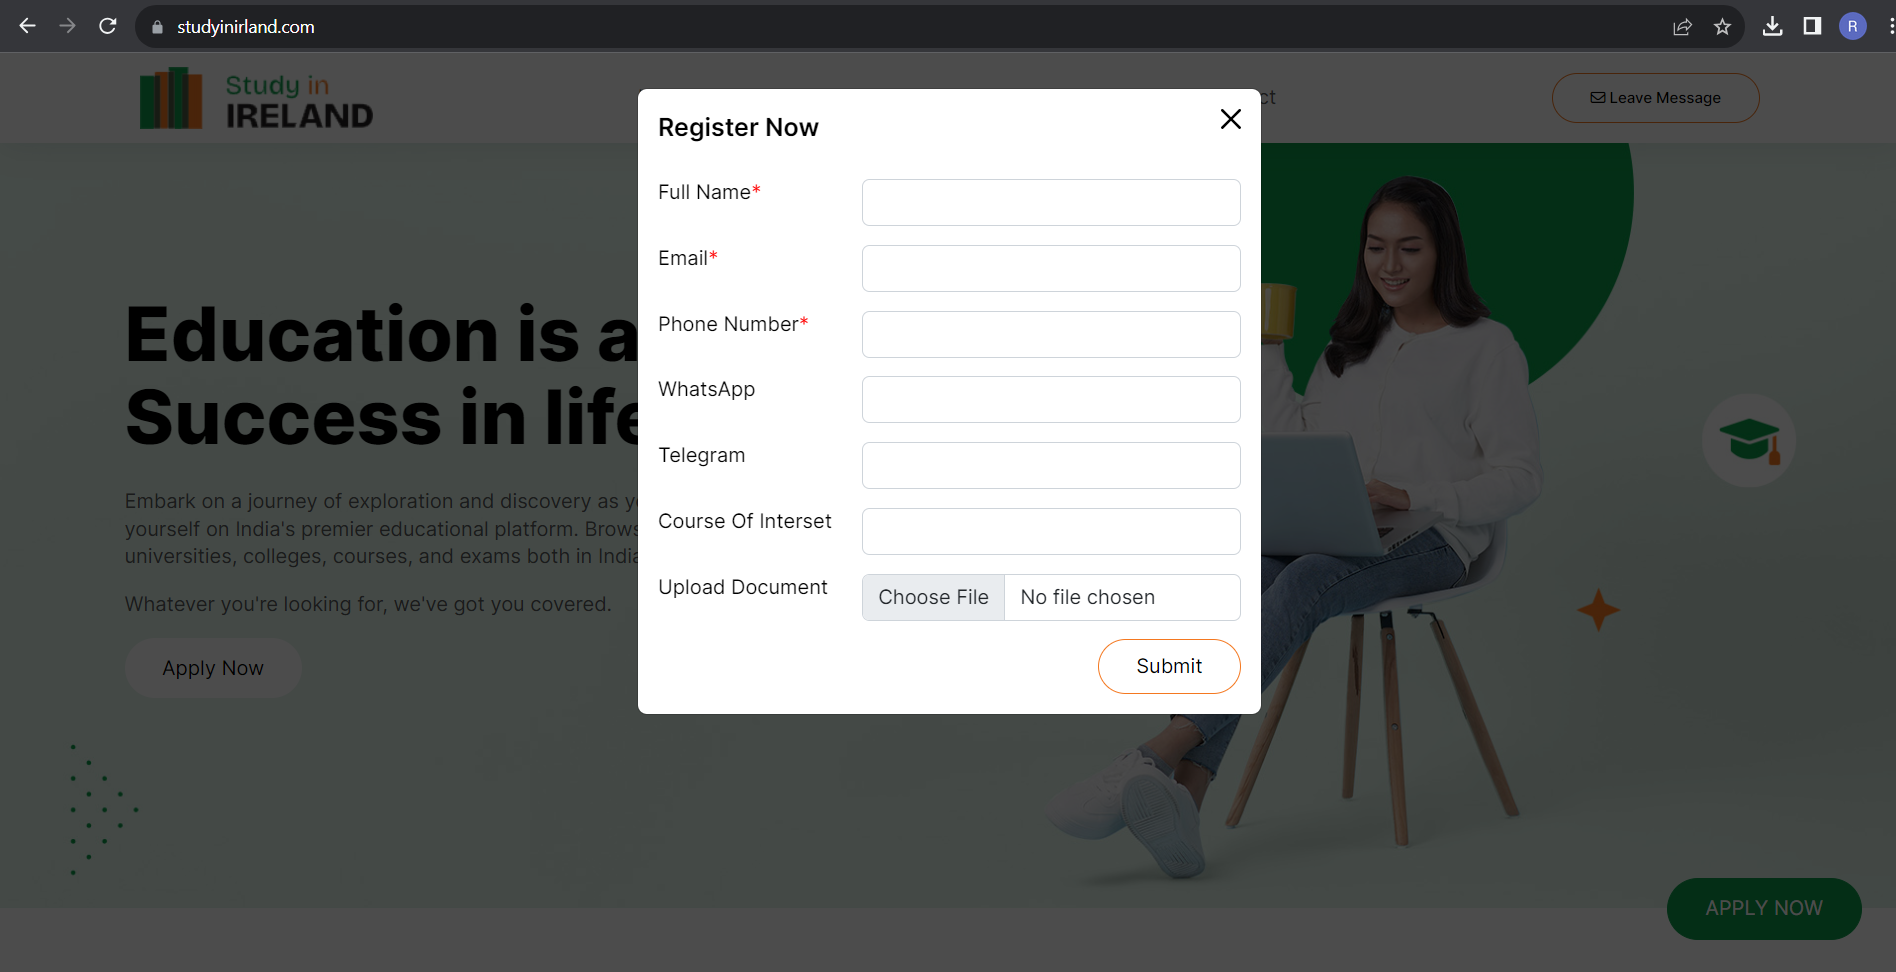 studyinirland.com
R
Study in
IRELAND
ct
Leave Message
Register Now
Full Name*
Email*
Phone Number*
WhatsApp
Telegram
Course Of Interset
Upload Document
Choose File No file chosen
Submit
Education is a
Success in life
Embark on a journey of exploration and discovery as y
yourself on India's premier educational platform. Brows
universities, colleges, courses, and exams both in India
Whatever you're looking for, we've got you covered.
Apply Now
APPLY NOW